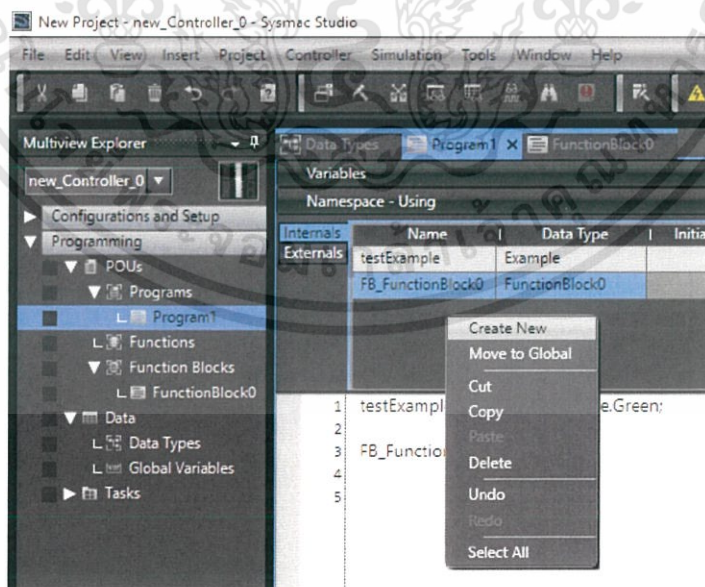 New Project - new_Controller_0 - Sysmac Studio
File Edit View Insert Project Controller Simulation Tools Window Help
Multiview Explorer
new_Controller_0
Configurations and Setup
Programming
POUs
Programs
Program1
Functions
Function Blocks
FunctionBlock0
Data
Data Types
Global Variables
Tasks
Data Types Program1 FunctionBlock0
Variables
Namespace - Using
Internals
Externals
Name Data Type Initia
testExample Example
FB_FunctionBlock0 FunctionBlock0
1 testExampl e.Green;
2
3 FB_Functio
4
5
Create New
Move to Global
Cut
Copy
Paste
Delete
Undo
Redo
Select All